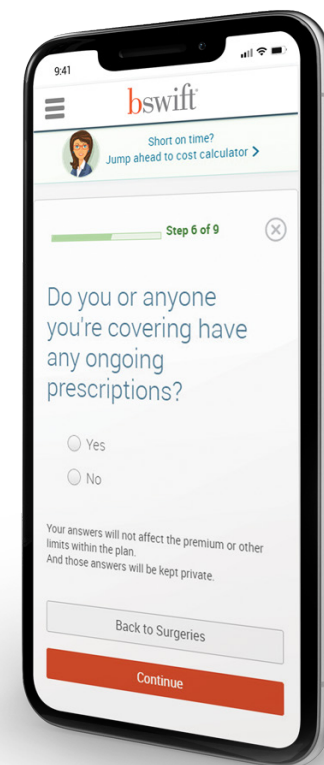 9:41
bswift
Short on time?
Jump ahead to cost calculator >
Step 6 of 9
Do you or anyone
you're covering have
any ongoing
prescriptions?
Yes
No
Your answers will not affect the premium or other
limits within the plan.
And those answers will be kept private.
Back to Surgeries
Continue